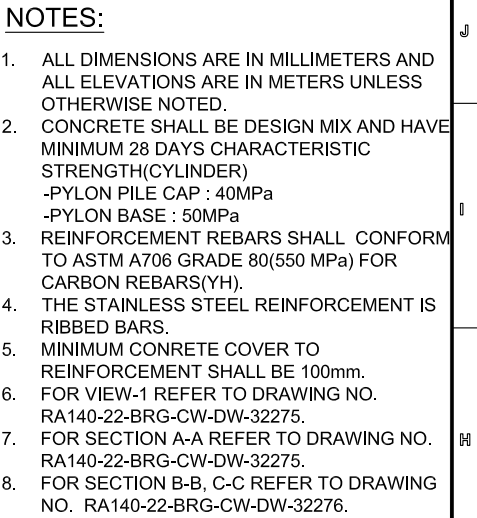 NOTES:
1. ALL DIMENSIONS ARE IN MILLIMETERS AND
ALL ELEVATIONS ARE IN METERS UNLESS
OTHERWISE NOTED.
2. CONCRETE SHALL BE DESIGN MIX AND HAVE
MINIMUM 28 DAYS CHARACTERISTIC
STRENGTH(CYLINDER)
-PYLON PILE CAP : 40MPa
-PYLON BASE : 50MPa
3. REINFORCEMENT REBARS SHALL CONFORM
TO ASTM A706 GRADE 80(550 MPa) FOR
CARBON REBARS(YH).
4. THE STAINLESS STEEL REINFORCEMENT IS
RIBBED BARS.
5. MINIMUM CONRETE COVER TO
REINFORCEMENT SHALL BE 100mm.
6. FOR VIEW-1 REFER TO DRAWING NO.
RA140-22-BRG-CW-DW-32275.
7. FOR SECTION A-A REFER TO DRAWING NO.
RA140-22-BRG-CW-DW-32275.
8. FOR SECTION B-B, C-C REFER TO DRAWING
NO. RA140-22-BRG-CW-DW-32276.
J
I
H